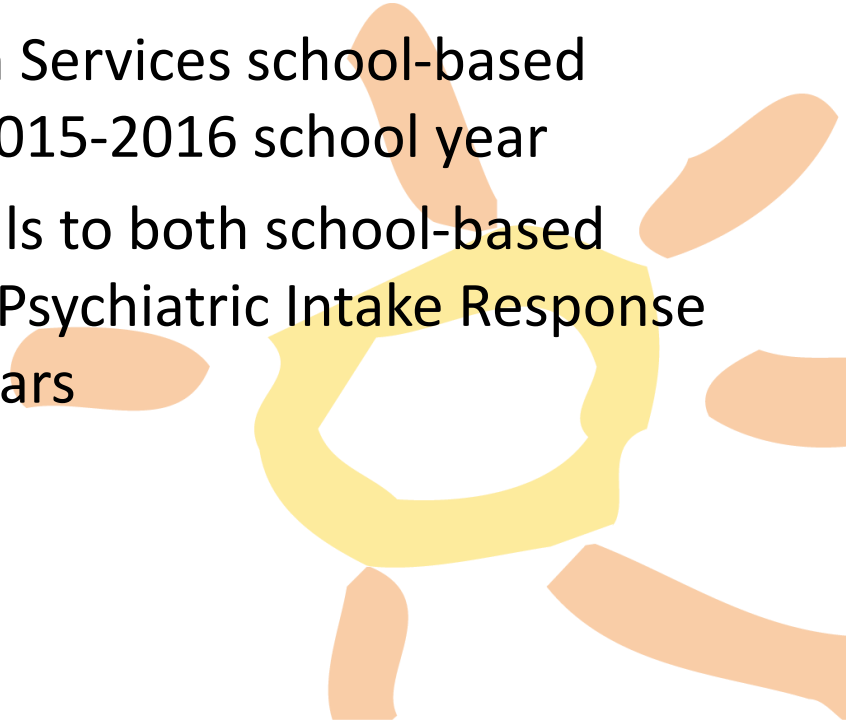 Services school-based
015-2016 school year
ls to both school-based
Psychiatric Intake Response
ars